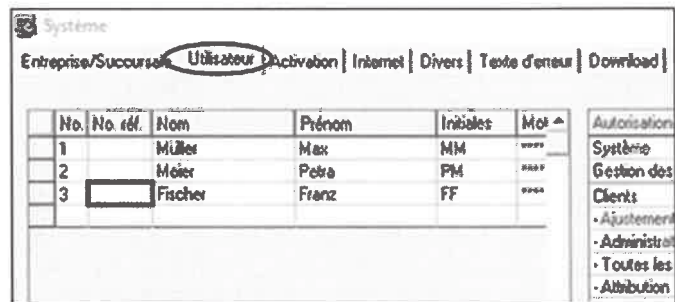 Système
Entreprise/Succursale Utilisateur Activation Internet Divers Texte d'erreur Download
No. No. réf. Nom Prénom Initiales Mot Autorisation
1 Müller Max MM **** Système
2 Meier Petra PM **** Gestion des
3 Fischer Franz FF **** Clients
- Ajustement
- Administrat
- Toutes les
- Attribution